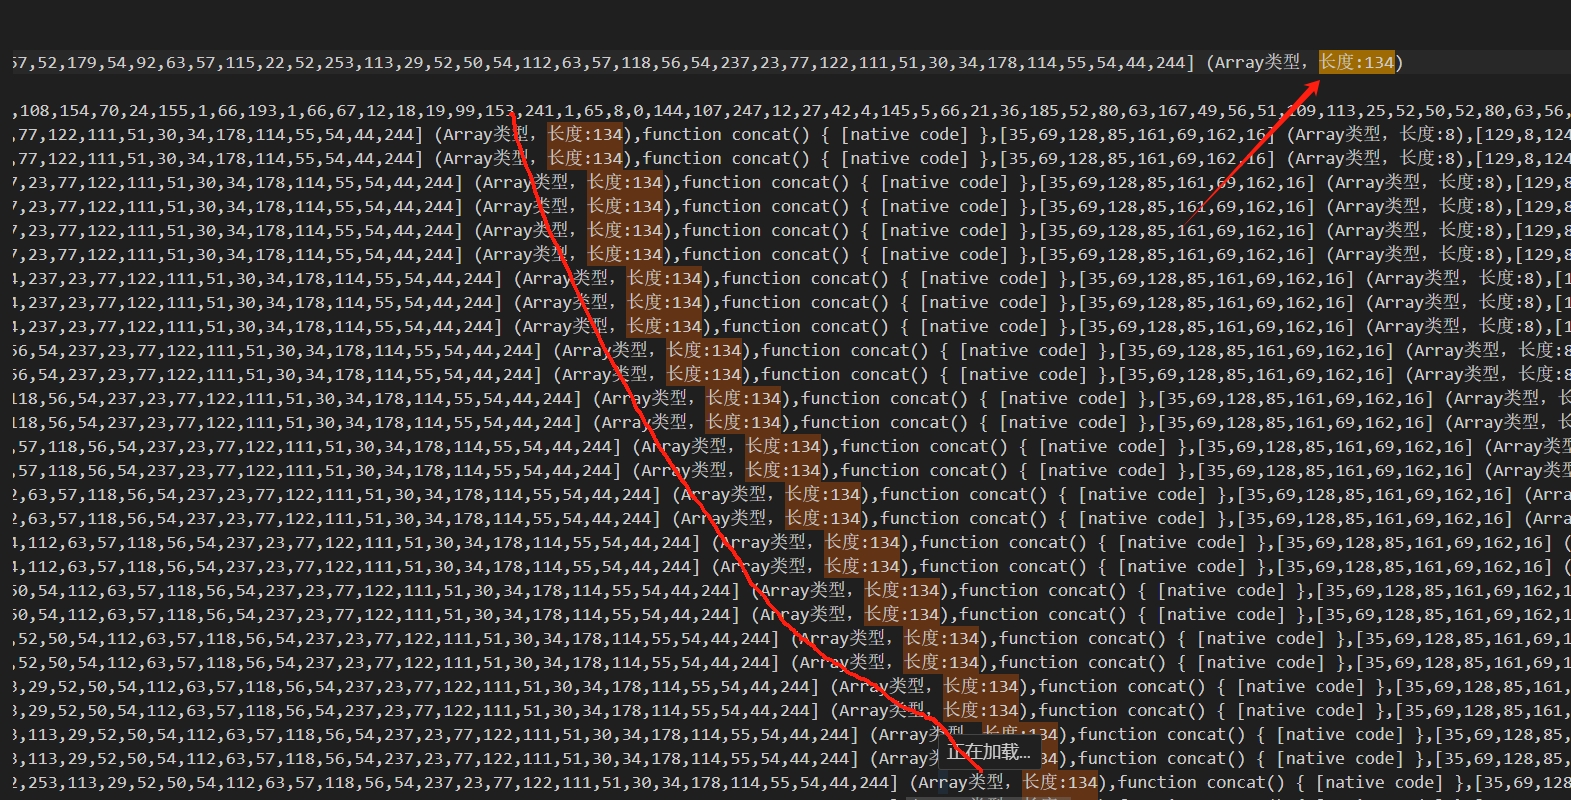 57,52,179,54,92,63,57,115,22,52,253,113,29,52,50,54,112,63,57,118,56,54,237,23,77,122,111,51,30,34,178,114,55,54,44,244] (Array类型，长度:134)
,108,154,70,24,155,1,66,193,1,66,67,12,18,19,99,153,241,1,65,8,0,144,107,247,12,27,42,4,145,5,66,21,36,185,52,80,63,167,49,56,51,109,113,25,52,50,52,80,63,56,
,77,122,111,51,30,34,178,114,55,54,44,244] (Array类型，长度:134),function concat() { [native code] },[35,69,128,85,161,69,162,16] (Array类型，长度:8),[129,8,124
,77,122,111,51,30,34,178,114,55,54,44,244] (Array类型，长度:134),function concat() { [native code] },[35,69,128,85,161,69,162,16] (Array类型，长度:8),[129,8,124
7,23,77,122,111,51,30,34,178,114,55,54,44,244] (Array类型，长度:134),function concat() { [native code] },[35,69,128,85,161,69,162,16] (Array类型，长度:8),[129,8
7,23,77,122,111,51,30,34,178,114,55,54,44,244] (Array类型，长度:134),function concat() { [native code] },[35,69,128,85,161,69,162,16] (Array类型，长度:8),[129,8
7,23,77,122,111,51,30,34,178,114,55,54,44,244] (Array类型，长度:134),function concat() { [native code] },[35,69,128,85,161,69,162,16] (Array类型，长度:8),[129,8
7,23,77,122,111,51,30,34,178,114,55,54,44,244] (Array类型，长度:134),function concat() { [native code] },[35,69,128,85,161,69,162,16] (Array类型，长度:8),[129,8
4,237,23,77,122,111,51,30,34,178,114,55,54,44,244] (Array类型，长度:134),function concat() { [native code] },[35,69,128,85,161,69,162,16] (Array类型，长度:8),[1
4,237,23,77,122,111,51,30,34,178,114,55,54,44,244] (Array类型，长度:134),function concat() { [native code] },[35,69,128,85,161,69,162,16] (Array类型，长度:8),[1
4,237,23,77,122,111,51,30,34,178,114,55,54,44,244] (Array类型，长度:134),function concat() { [native code] },[35,69,128,85,161,69,162,16] (Array类型，长度:8),[1
56,54,237,23,77,122,111,51,30,34,178,114,55,54,44,244] (Array类型，长度:134),function concat() { [native code] },[35,69,128,85,161,69,162,16] (Array类型，长度:8
56,54,237,23,77,122,111,51,30,34,178,114,55,54,44,244] (Array类型，长度:134),function concat() { [native code] },[35,69,128,85,161,69,162,16] (Array类型，长度:8
118,56,54,237,23,77,122,111,51,30,34,178,114,55,54,44,244] (Array类型，长度:134),function concat() { [native code] },[35,69,128,85,161,69,162,16] (Array类型，长
118,56,54,237,23,77,122,111,51,30,34,178,114,55,54,44,244] (Array类型，长度:134),function concat() { [native code] },[35,69,128,85,161,69,162,16] (Array类型，长
,57,118,56,54,237,23,77,122,111,51,30,34,178,114,55,54,44,244] (Array类型，长度:134),function concat() { [native code] },[35,69,128,85,161,69,162,16] (Array类型
,57,118,56,54,237,23,77,122,111,51,30,34,178,114,55,54,44,244] (Array类型，长度:134),function concat() { [native code] },[35,69,128,85,161,69,162,16] (Array类型
2,63,57,118,56,54,237,23,77,122,111,51,30,34,178,114,55,54,44,244] (Array类型，长度:134),function concat() { [native code] },[35,69,128,85,161,69,162,16] (Arra
2,63,57,118,56,54,237,23,77,122,111,51,30,34,178,114,55,54,44,244] (Array类型，长度:134),function concat() { [native code] },[35,69,128,85,161,69,162,16] (Arra
4,112,63,57,118,56,54,237,23,77,122,111,51,30,34,178,114,55,54,44,244] (Array类型，长度:134),function concat() { [native code] },[35,69,128,85,161,69,162,16] (
4,112,63,57,118,56,54,237,23,77,122,111,51,30,34,178,114,55,54,44,244] (Array类型，长度:134),function concat() { [native code] },[35,69,128,85,161,69,162,16] (
50,54,112,63,57,118,56,54,237,23,77,122,111,51,30,34,178,114,55,54,44,244] (Array类型，长度:134),function concat() { [native code] },[35,69,128,85,161,69,162,1
50,54,112,63,57,118,56,54,237,23,77,122,111,51,30,34,178,114,55,54,44,244] (Array类型，长度:134),function concat() { [native code] },[35,69,128,85,161,69,162,1
,52,50,54,112,63,57,118,56,54,237,23,77,122,111,51,30,34,178,114,55,54,44,244] (Array类型，长度:134),function concat() { [native code] },[35,69,128,85,161,69,1
,52,50,54,112,63,57,118,56,54,237,23,77,122,111,51,30,34,178,114,55,54,44,244] (Array类型，长度:134),function concat() { [native code] },[35,69,128,85,161,69,1
3,29,52,50,54,112,63,57,118,56,54,237,23,77,122,111,51,30,34,178,114,55,54,44,244] (Array类型，长度:134),function concat() { [native code] },[35,69,128,85,161,
3,29,52,50,54,112,63,57,118,56,54,237,23,77,122,111,51,30,34,178,114,55,54,44,244] (Array类型，长度:134),function concat() { [native code] },[35,69,128,85,161,
3,113,29,52,50,54,112,63,57,118,56,54,237,23,77,122,111,51,30,34,178,114,55,54,44,244] (Array类型，长度:134),function concat() { [native code] },[35,69,128,85,
正在加载...
3,113,29,52,50,54,112,63,57,118,56,54,237,23,77,122,111,51,30,34,178,114,55,54,44,244] (Array 134),function concat() { [native code] },[35,69,128,85,
2,253,113,29,52,50,54,112,63,57,118,56,54,237,23,77,122,111,51,30,34,178,114,55,54,44,244] (Array类型，长度:134),function concat() { [native code] },[35,69,128